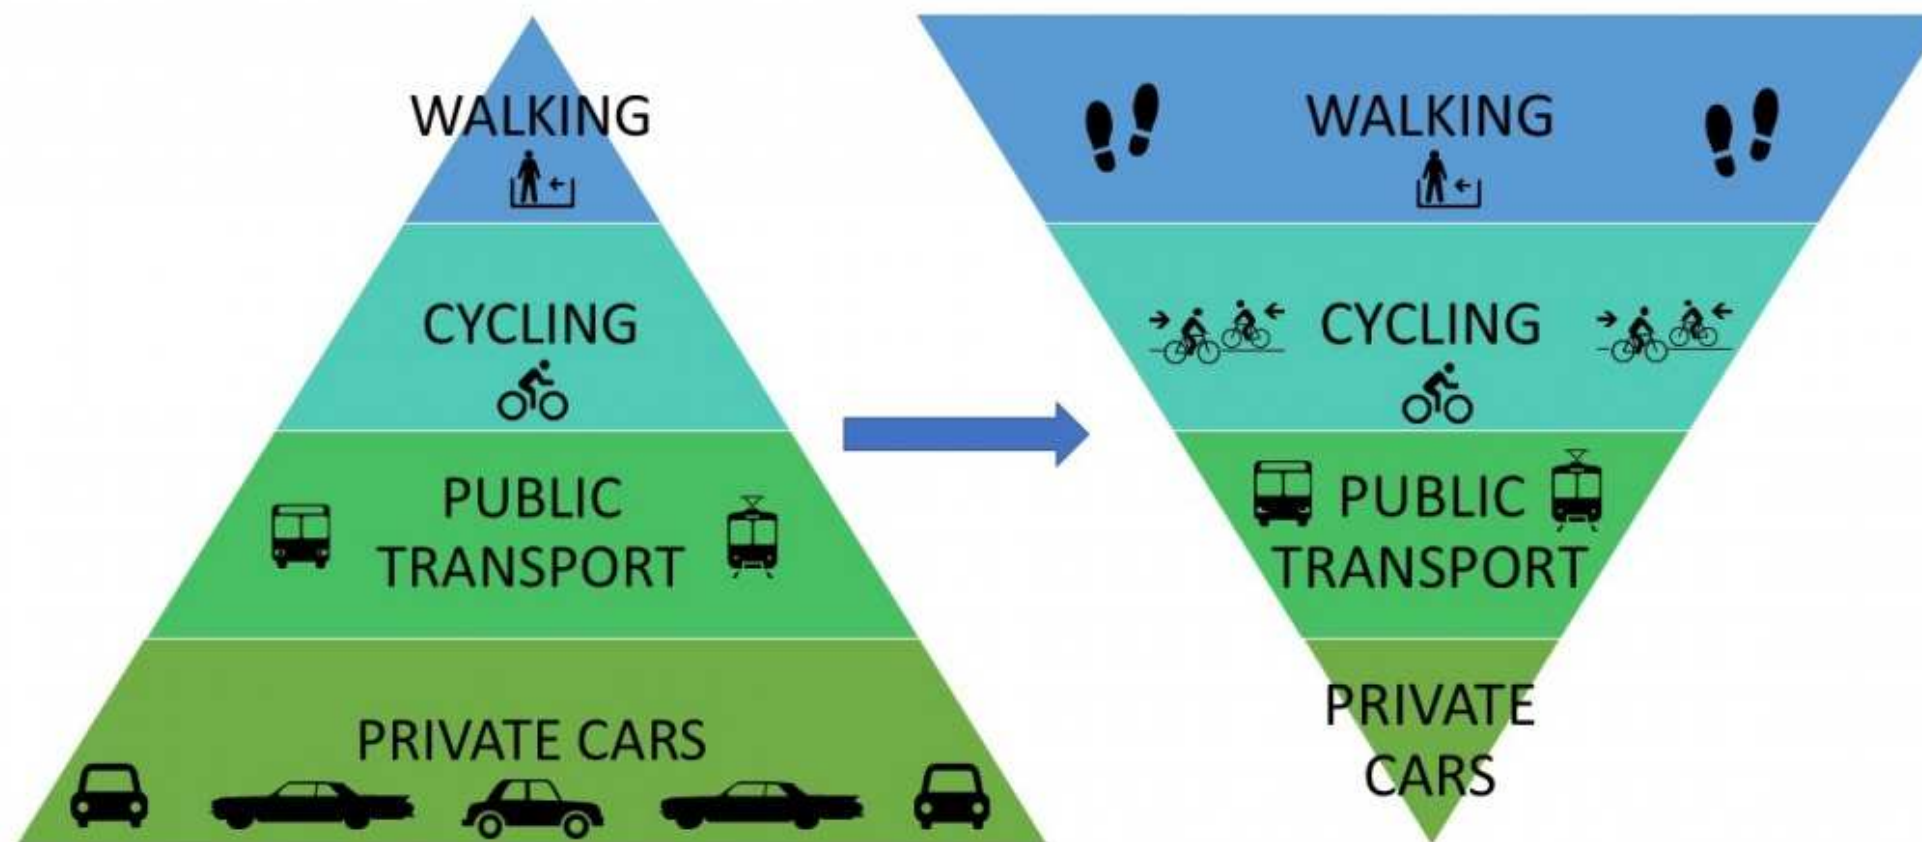 WALKING
CYCLING
PUBLIC
TRANSPORT
PRIVATE CARS
WALKING
CYCLING
PUBLIC
TRANSPORT
PRIVATE
CARS